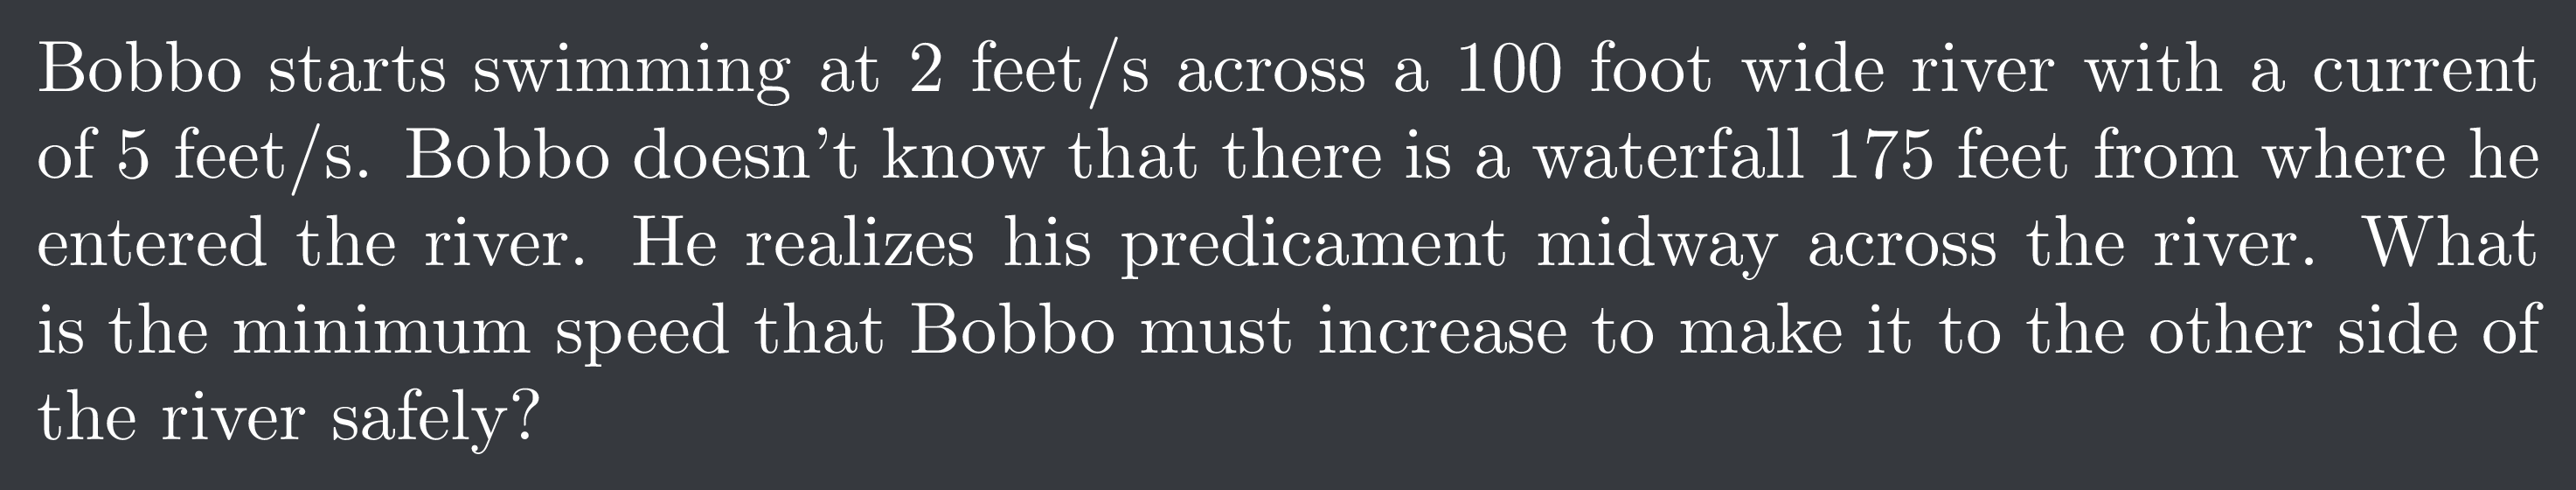 Bobbo starts swimming at 2 feet/s across a 100 foot wide river with a current
of 5 feet/s. Bobbo doesn't know that there is a waterfall 175 feet from where he
entered the river. He realizes his predicament midway across the river. What
is the minimum speed that Bobbo must increase to make it to the other side of
the river safely?